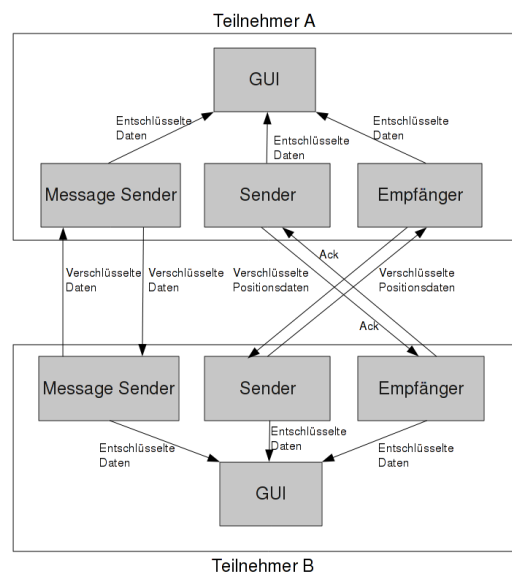 Teilnehmer A
GUI
Entschlüsselte
Daten
Entschlüsselte
Daten
Entschlüsselte
Daten
Message Sender
Sender
Empfänger
Ack
Verschlüsselte
Daten
Verschlüsselte
Daten
Verschlüsselte
Positionsdaten
Verschlüsselte
Positionsdaten
Ack
Message Sender
Sender
Empfänger
Entschlüsselte
Daten
Entschlüsselte
Daten
Entschlüsselte
Daten
GUI
Teilnehmer B